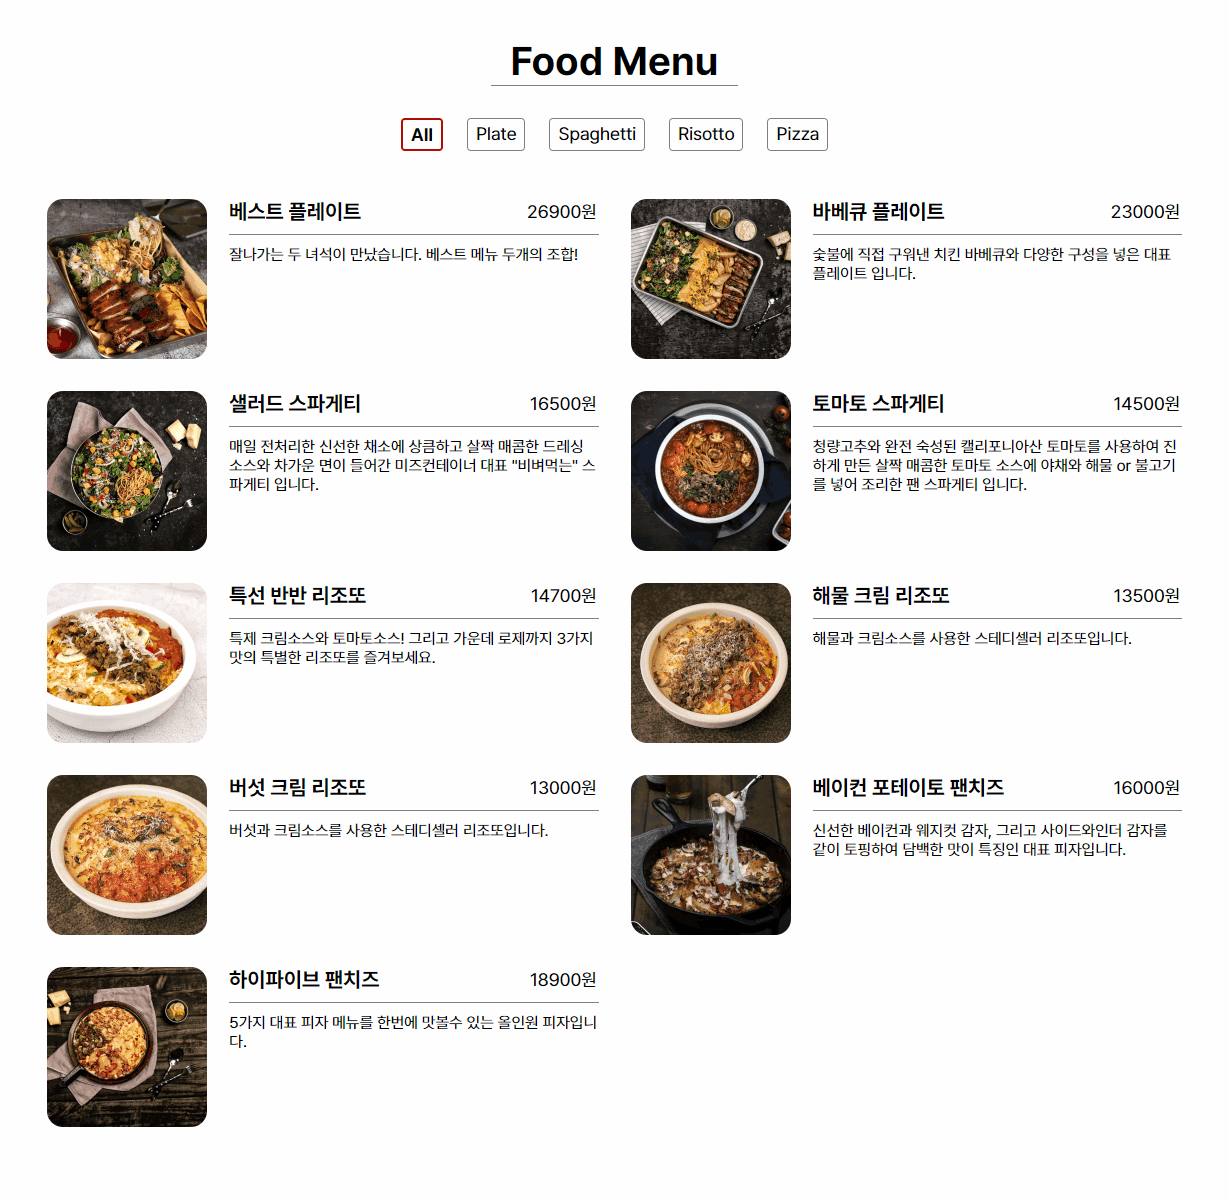 Food Menu
All
Plate
Spaghetti
Risotto
Pizza
베스트 플레이트 26900원
잘나가는 두 녀석이 만났습니다. 베스트 메뉴 두개의 조합!
바베큐 플레이트 23000원
숯불에 직접 구워낸 치킨 바베큐와 다양한 구성을 넣은 대표
플레이트 입니다.
샐러드 스파게티 16500원
매일 전처리한 신선한 채소에 상큼하고 살짝 매콤한 드레싱
소스와 차가운 면이 들어간 미즈컨테이너 대표 "비벼먹는" 스
파게티 입니다.
토마토 스파게티 14500원
청량고추와 완전 숙성된 캘리포니아산 토마토를 사용하여 진
하게 만든 살짝 매콤한 토마토 소스에 야채와 해물 or 불고기
를 넣어 조리한 팬 스파게티 입니다.
특선 반반 리조또 14700원
특제 크림소스와 토마토소스! 그리고 가운데 로제까지 3가지
맛의 특별한 리조또를 즐겨보세요.
해물 크림 리조또 13500원
해물과 크림소스를 사용한 스테디셀러 리조또입니다.
버섯 크림 리조또 13000원
버섯과 크림소스를 사용한 스테디셀러 리조또입니다.
베이컨 포테이토 팬치즈 16000원
신선한 베이컨과 웨지컷 감자, 그리고 사이드와인더 감자를
같이 토핑하여 담백한 맛이 특징인 대표 피자입니다.
하이파이브 팬치즈 18900원
5가지 대표 피자 메뉴를 한번에 맛볼수 있는 올인원 피자입니
다.